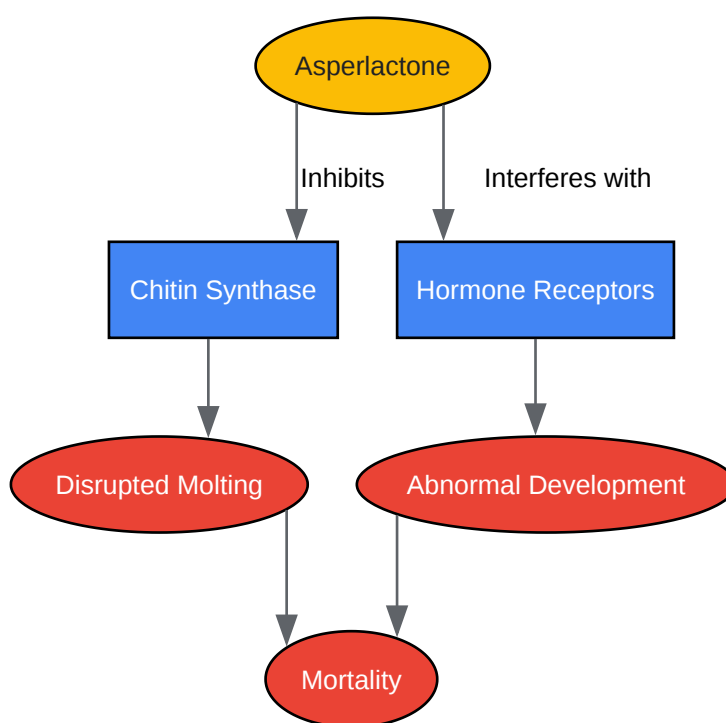 Asperlactone
Inhibits
Interferes with
Chitin Synthase
Hormone Receptors
Disrupted Molting
Abnormal Development
Mortality